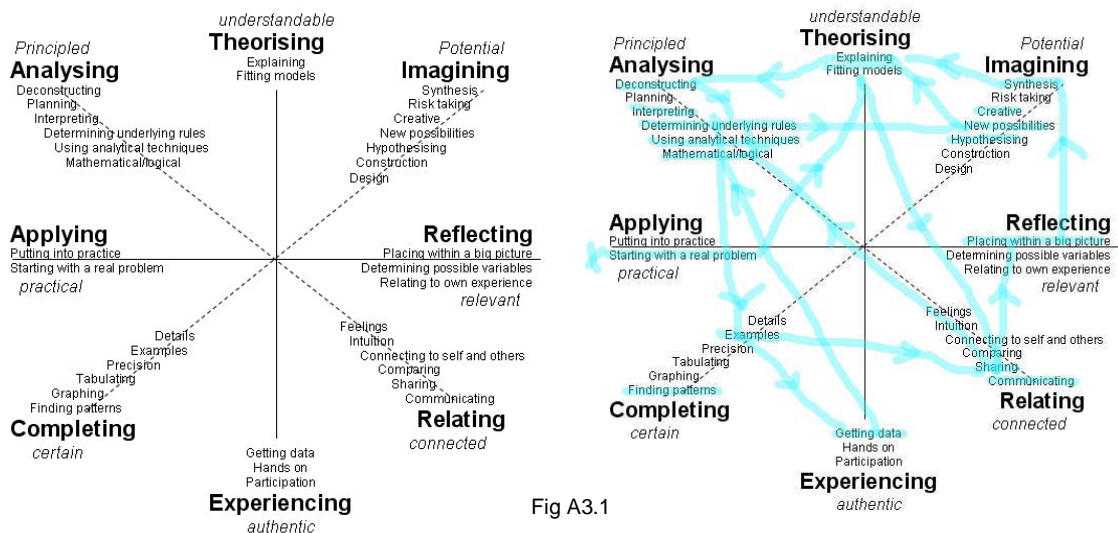 understandable
Theorising
Explaining
Fitting models
Principled
Analysing
Deconstructing
Planning
Interpreting
Determining underlying rules
Using analytical techniques
Mathematical/logical
Potential
Imagining
Synthesis
Risk taking
Creative
New possibilities
Hypothesising
Construction
Design
Applying
Putting into practice
Starting with a real problem
practical
Reflecting
Placing within a big picture
Determining possible variables
Relating to own experience
relevant
Details
Examples
Precision
Tabulating
Graphing
Finding patterns
Completing
certain
Feelings
Intuition
Connecting to self and others
Comparing
Sharing
Communicating
Relating
connected
Getting data
Hands on
Participation
Experiencing
authentic
understandable
Theorising
Explaining
Fitting models
Principled
Analysing
Deconstructing
Planning
Interpreting
Determining underlying rules
Using analytical techniques
Mathematical/logical
Potential
Imagining
Synthesis
Risk taking
Creative
New possibilities
Hypothesising
Construction
Design
Applying
Putting into practice
Starting with a real problem
practical
Reflecting
Placing within a big picture
Determining possible variables
Relating to own experience
relevant
Details
Examples
Precision
Tabulating
Graphing
Finding patterns
Completing
certain
Feelings
Intuition
Connecting to self and others
Comparing
Sharing
Communicating
Relating
connected
Getting data
Hands on
Participation
Experiencing
authentic
Fig A3.1